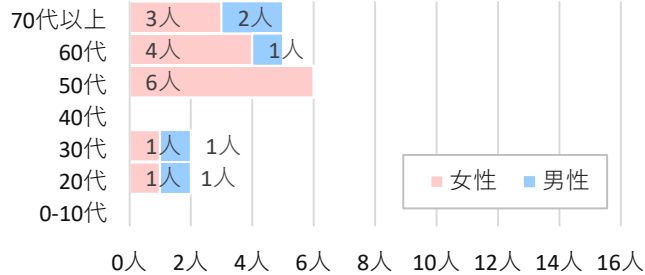 70代以上 3人 2人
60代 4人 1人
50代 6人
40代
30代 1人 1人
20代 1人 1人
0-10代
女性 男性
0人 2人 4人 6人 8人 10人 12人 14人 16人